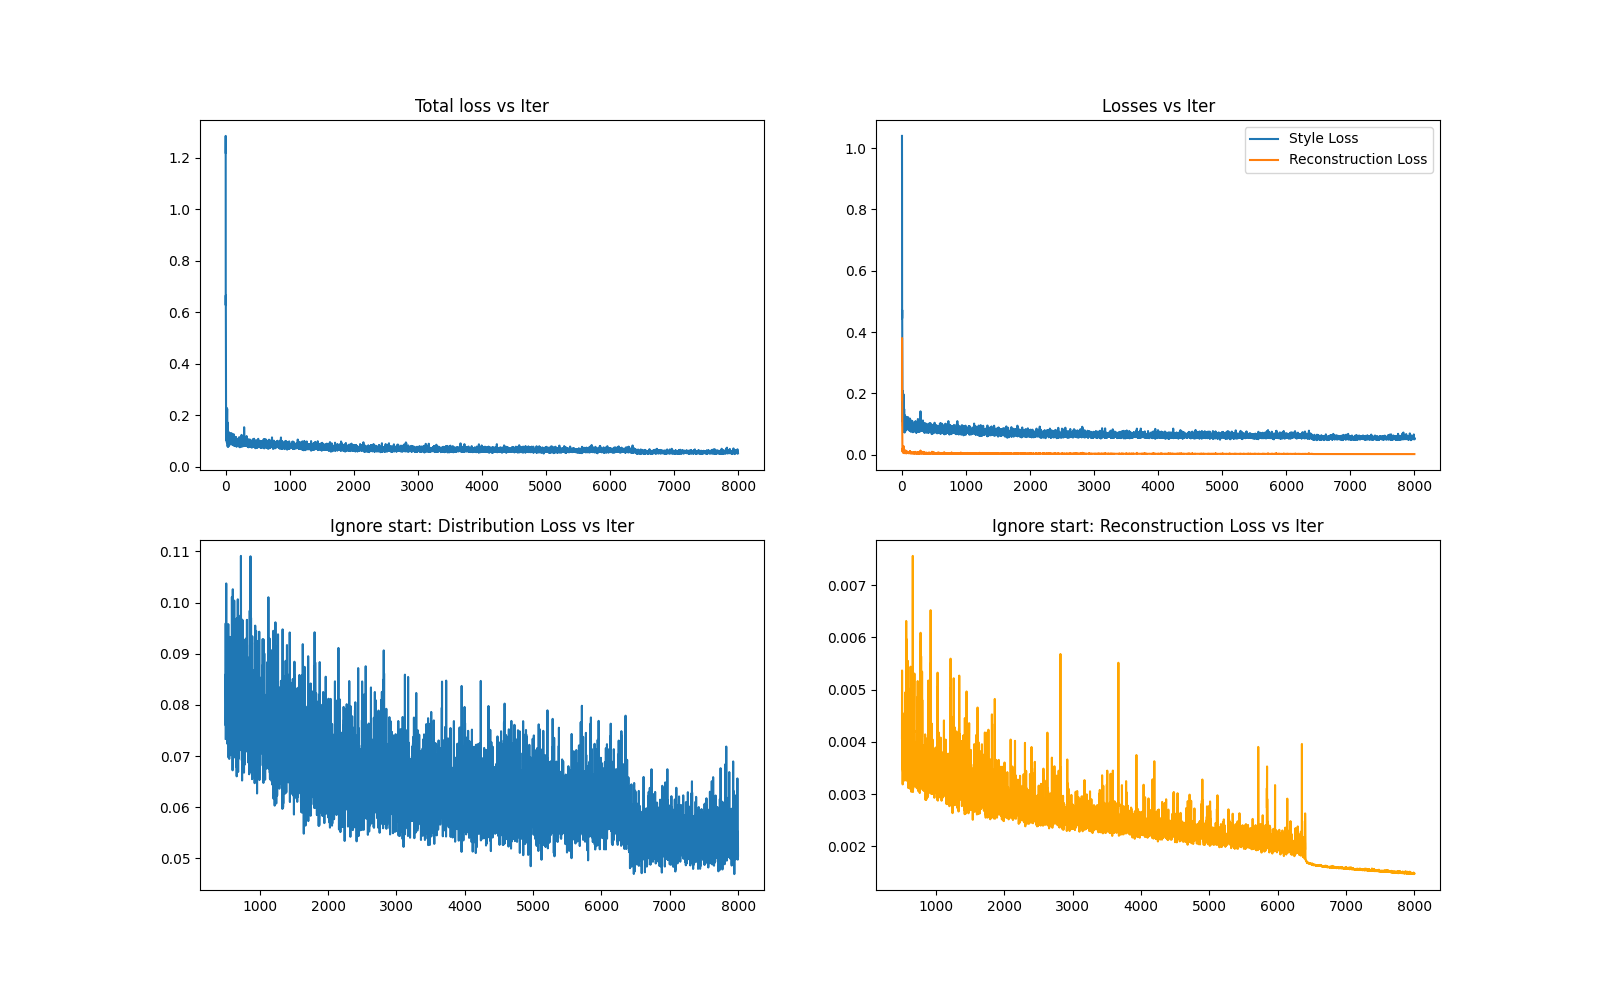 Total loss vs Iter
1.2
1.0
0.8
0.6
0.4
0.2
0.0
0 1000 2000 3000 4000 5000 6000 7000 8000
Losses vs Iter
Style Loss
Reconstruction Loss
1.0
0.8
0.6
0.4
0.2
0.0
0 1000 2000 3000 4000 5000 6000 7000 8000
Ignore start: Distribution Loss vs Iter
0.11
0.10
0.09
0.08
0.07
0.06
0.05
1000 2000 3000 4000 5000 6000 7000 8000
Ignore start: Reconstruction Loss vs Iter
0.007
0.006
0.005
0.004
0.003
0.002
1000 2000 3000 4000 5000 6000 7000 8000